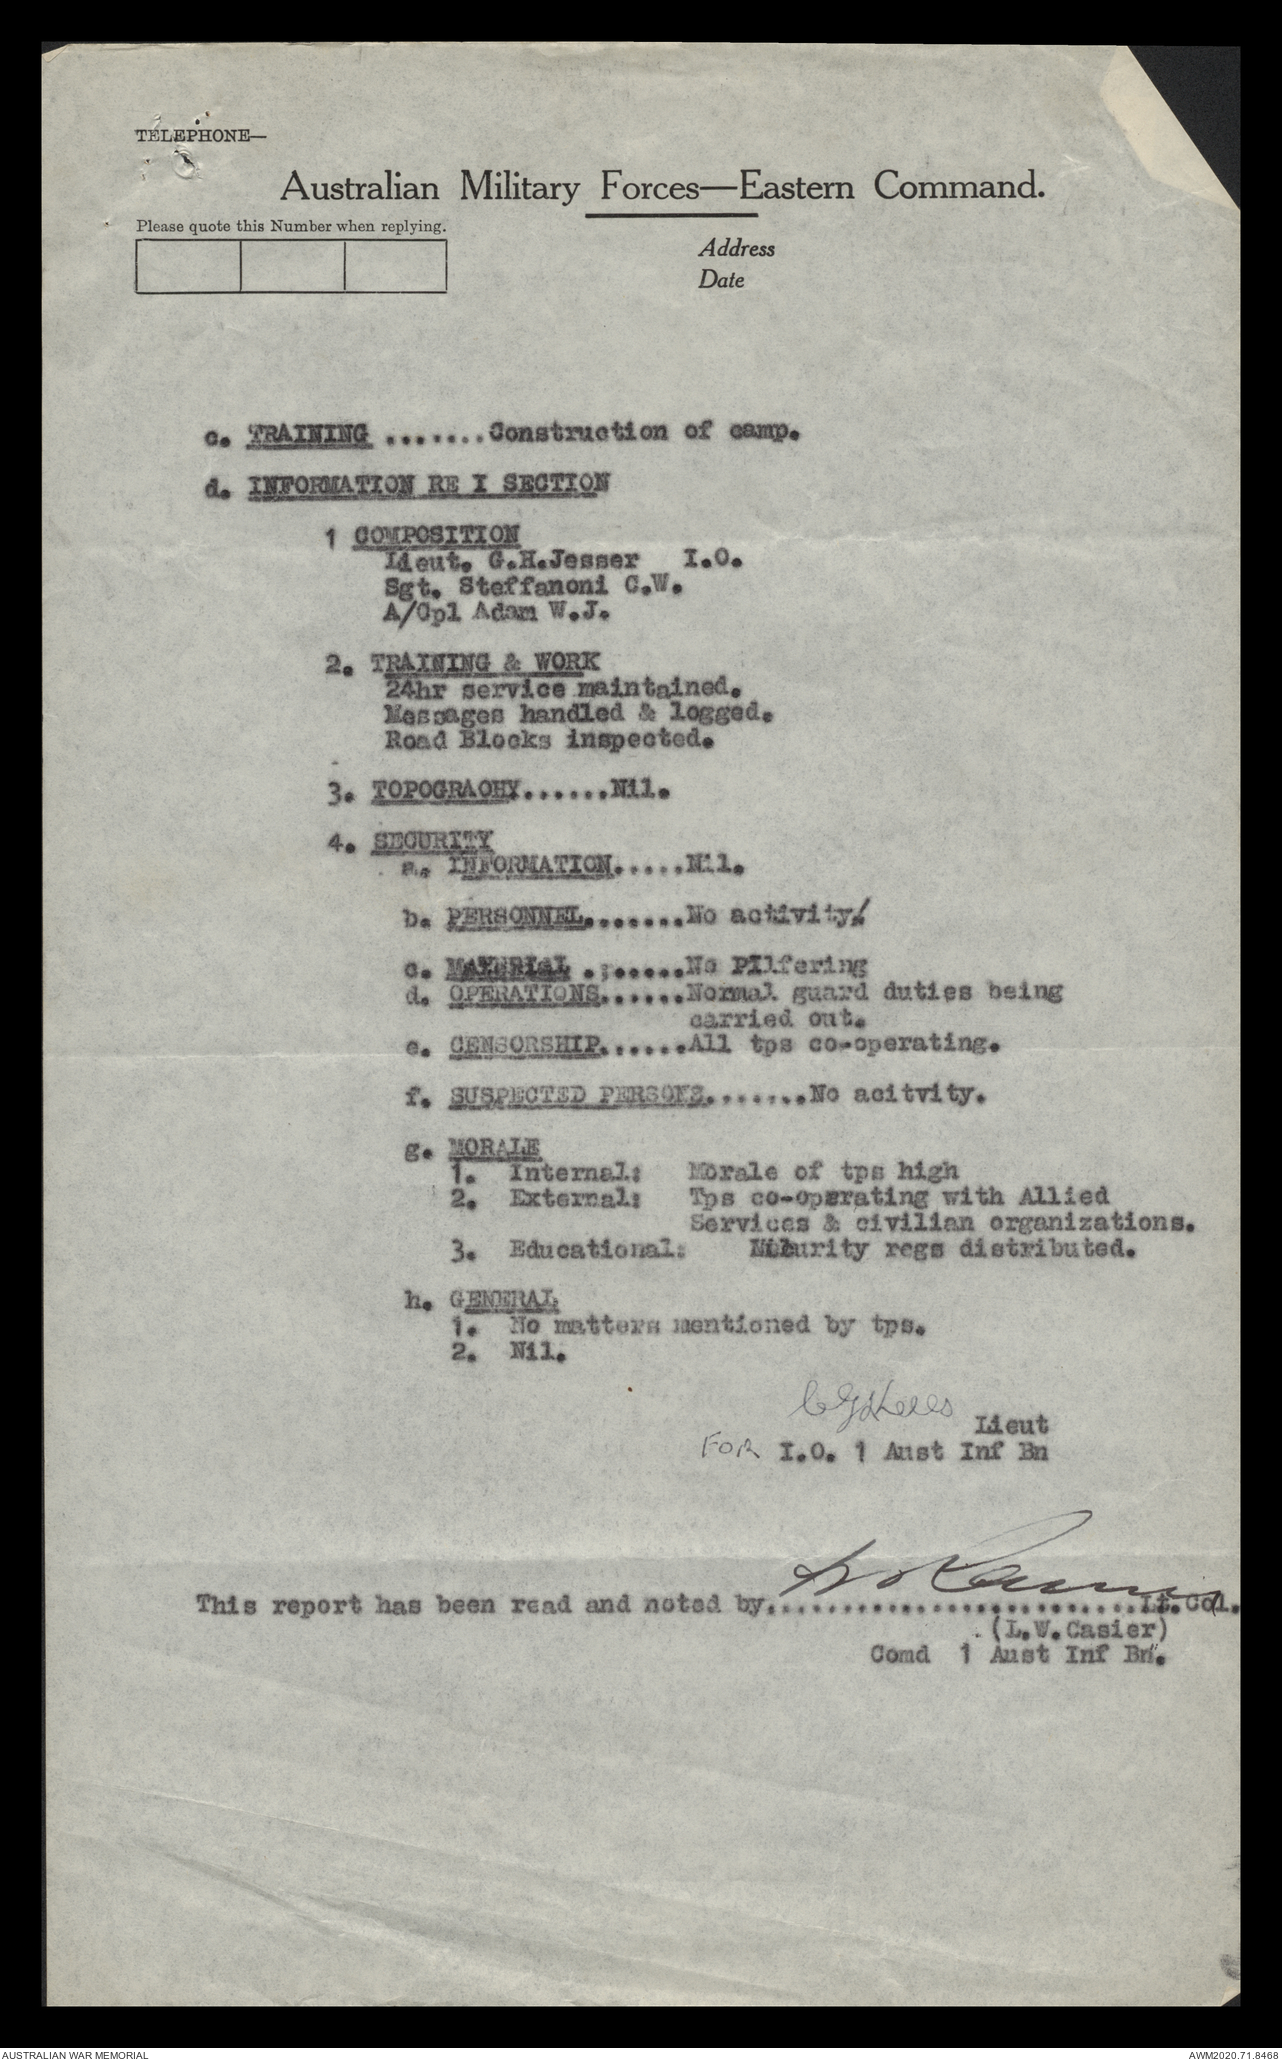 TELEPHONE—
Australian Military Forces—Eastern Command.
Please quote this Number when replying.
Address
Date
c. TRAINING .......Construction of camp.
d. INFORMATION RE I SECTION
1 COMPOSITION
Lieut. G.H.Jesser I.O.
Sgt. Steffanoni C.W.
A/Cpl Adam W.J.
2. TRAINING & WORK
24hr service maintained.
Messages handled & logged.
Road Blocks inspected.
3. TOPOGRAOHY......Nil.
4. SECURITY
a. INFORMATION.....Nil.
b. PERSONNEL.......No activity.
c. MATERIAL .;.....No PIlfering
d. OPERATIONS......Normal guard duties being
carried out.
e. CENSORSHIP......All tps co-operating.
f. SUSPECTED PERSONS.......No acitvity.
g. MORALE
1. Internal: Morale of tps high
2. External: Tps co-operating with Allied
Services & civilian organizations.
3. Educational: regs distributed.
h. GENERAL
1. No matters mentioned by tps.
2. Nil.
Lieut
FOR I.O. 1 Aust Inf Bn
This report has been read and noted by............................Lt.Col.
(L.W.Casier)
Comd 1 Aust Inf Bn.
AUSTRALIAN WAR MEMORIAL
AWM2020.71.8468